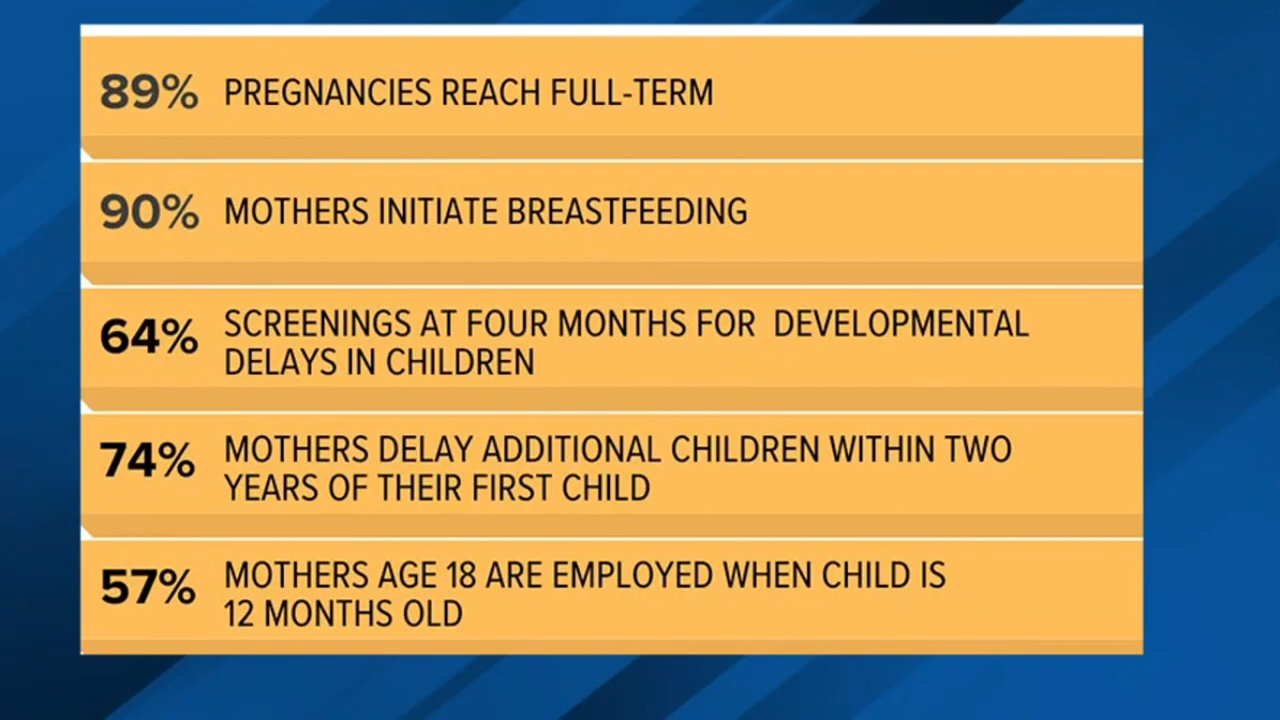 89% PREGNANCIES REACH FULL-TERM
90% MOTHERS INITIATE BREASTFEEDING
64% SCREENINGS AT FOUR MONTHS FOR DEVELOPMENTAL
DELAYS IN CHILDREN
74% MOTHERS DELAY ADDITIONAL CHILDREN WITHIN TWO
YEARS OF THEIR FIRST CHILD
57% MOTHERS AGE 18 ARE EMPLOYED WHEN CHILD IS
12 MONTHS OLD